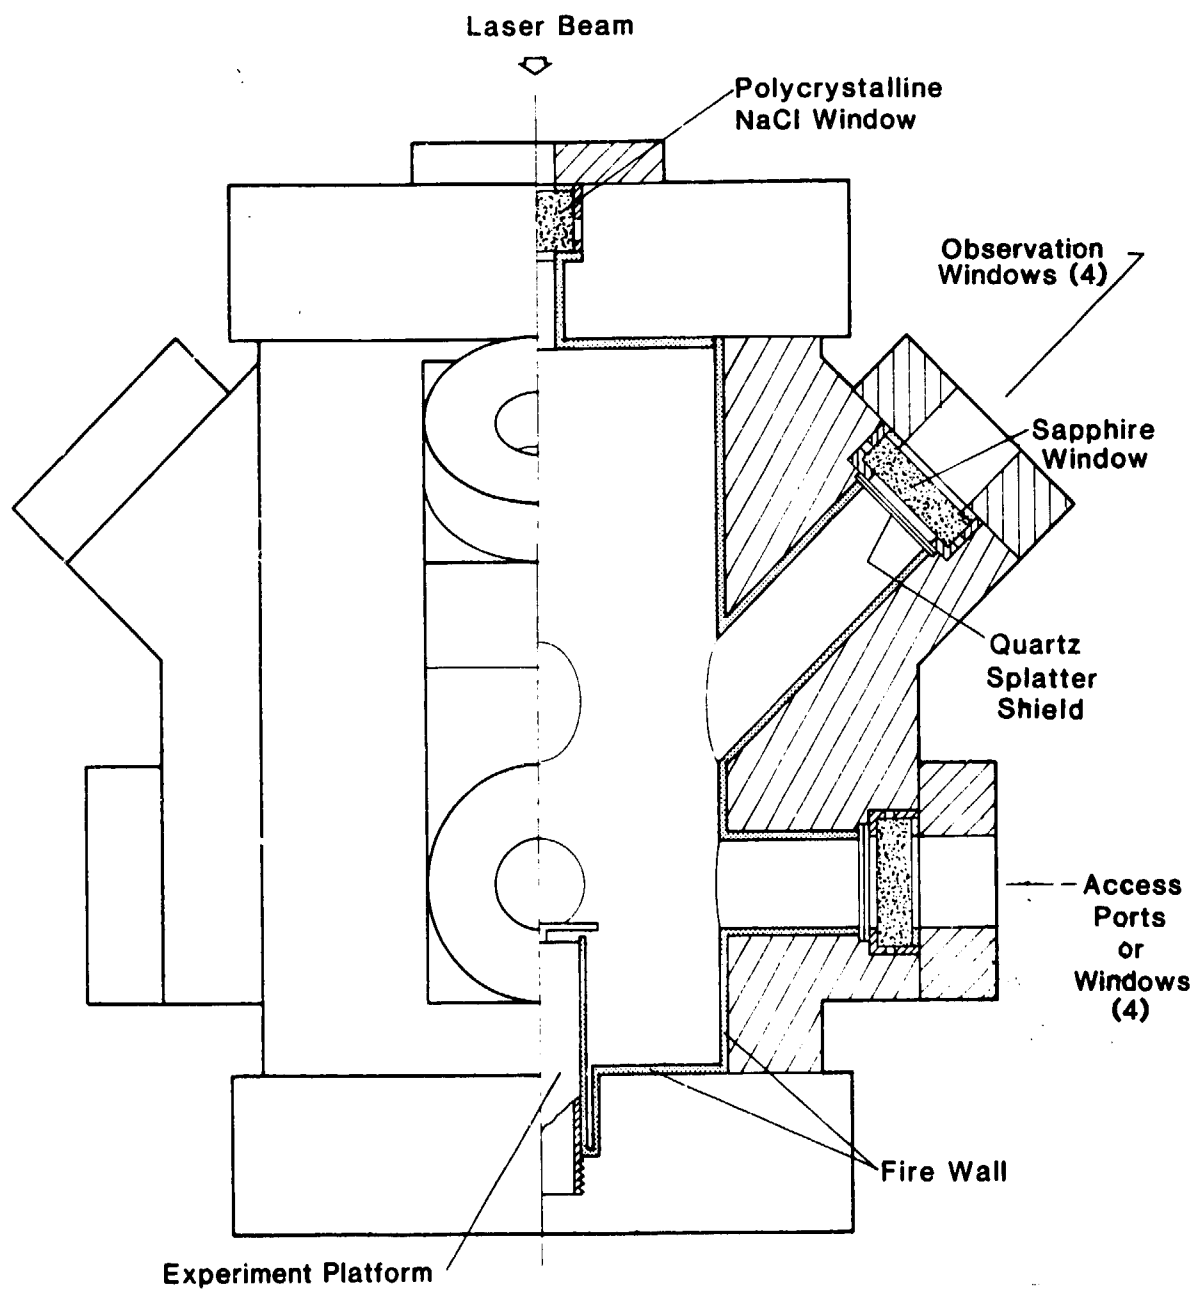 Laser Beam
Polycrystalline
NaCl Window
Observation
Windows (4)
Sapphire
Window
Quartz
Splatter
Shield
Access
Ports
or
Windows
(4)
Fire Wall
Experiment Platform